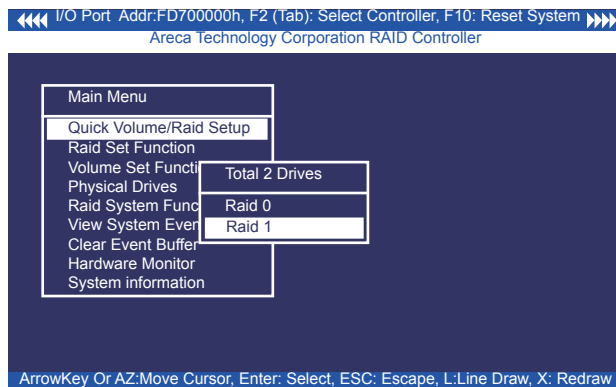 I/O Port Addr:FD700000h, F2 (Tab): Select Controller, F10: Reset System
Areca Technology Corporation RAID Controller
Main Menu
Quick Volume/Raid Setup
Raid Set Function
Volume Set Functi
Physical Drives
Raid System Func
View System Even
Clear Event Buffer
Hardware Monitor
System information
Total 2 Drives
Raid 0
Raid 1
ArrowKey Or AZ:Move Cursor, Enter: Select, ESC: Escape, L:Line Draw, X: Redraw